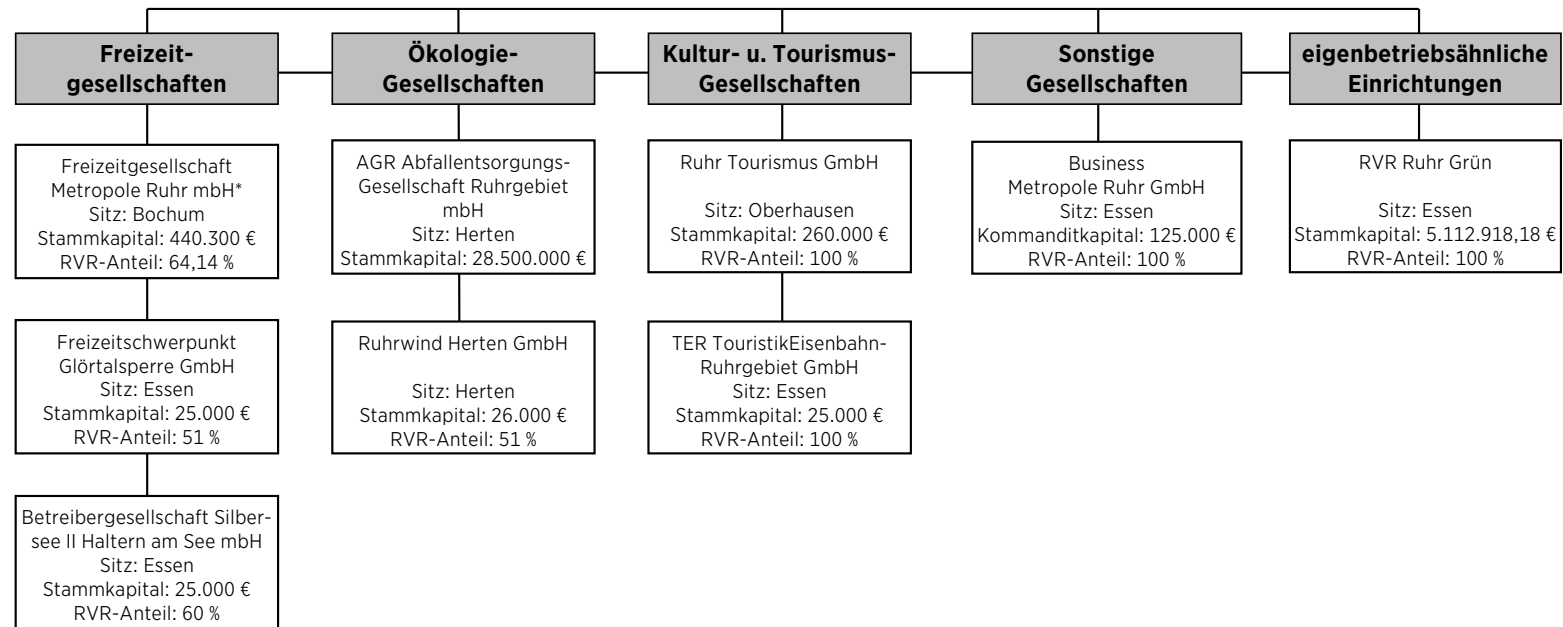 Freizeit-
gesellschaften
Ökologie-
Gesellschaften
Kultur- u. Tourismus-
Gesellschaften
Sonstige
Gesellschaften
eigenbetriebsähnliche
Einrichtungen
Freizeitgesellschaft
Metropole Ruhr mbH*
Sitz: Bochum
Stammkapital: 440.300 €
RVR-Anteil: 64,14 %
AGR Abfallentsorgungs-
Gesellschaft Ruhrgebiet
mbH
Sitz: Herten
Stammkapital: 28.500.000 €
Ruhr Tourismus GmbH
Sitz: Oberhausen
Stammkapital: 260.000 €
RVR-Anteil: 100 %
Business
Metropole Ruhr GmbH
Sitz: Essen
Kommanditkapital: 125.000 €
RVR-Anteil: 100 %
RVR Ruhr Grün
Sitz: Essen
Stammkapital: 5.112.918,18 €
RVR-Anteil: 100 %
Freizeitschwerpunkt
Glörtalsperre GmbH
Sitz: Essen
Stammkapital: 25.000 €
RVR-Anteil: 51 %
Ruhrwind Herten GmbH
Sitz: Herten
Stammkapital: 26.000 €
RVR-Anteil: 51 %
TER TouristikEisenbahn-
Ruhrgebiet GmbH
Sitz: Essen
Stammkapital: 25.000 €
RVR-Anteil: 100 %
Betreibergesellschaft Silber-
see II Haltern am See mbH
Sitz: Essen
Stammkapital: 25.000 €
RVR-Anteil: 60 %